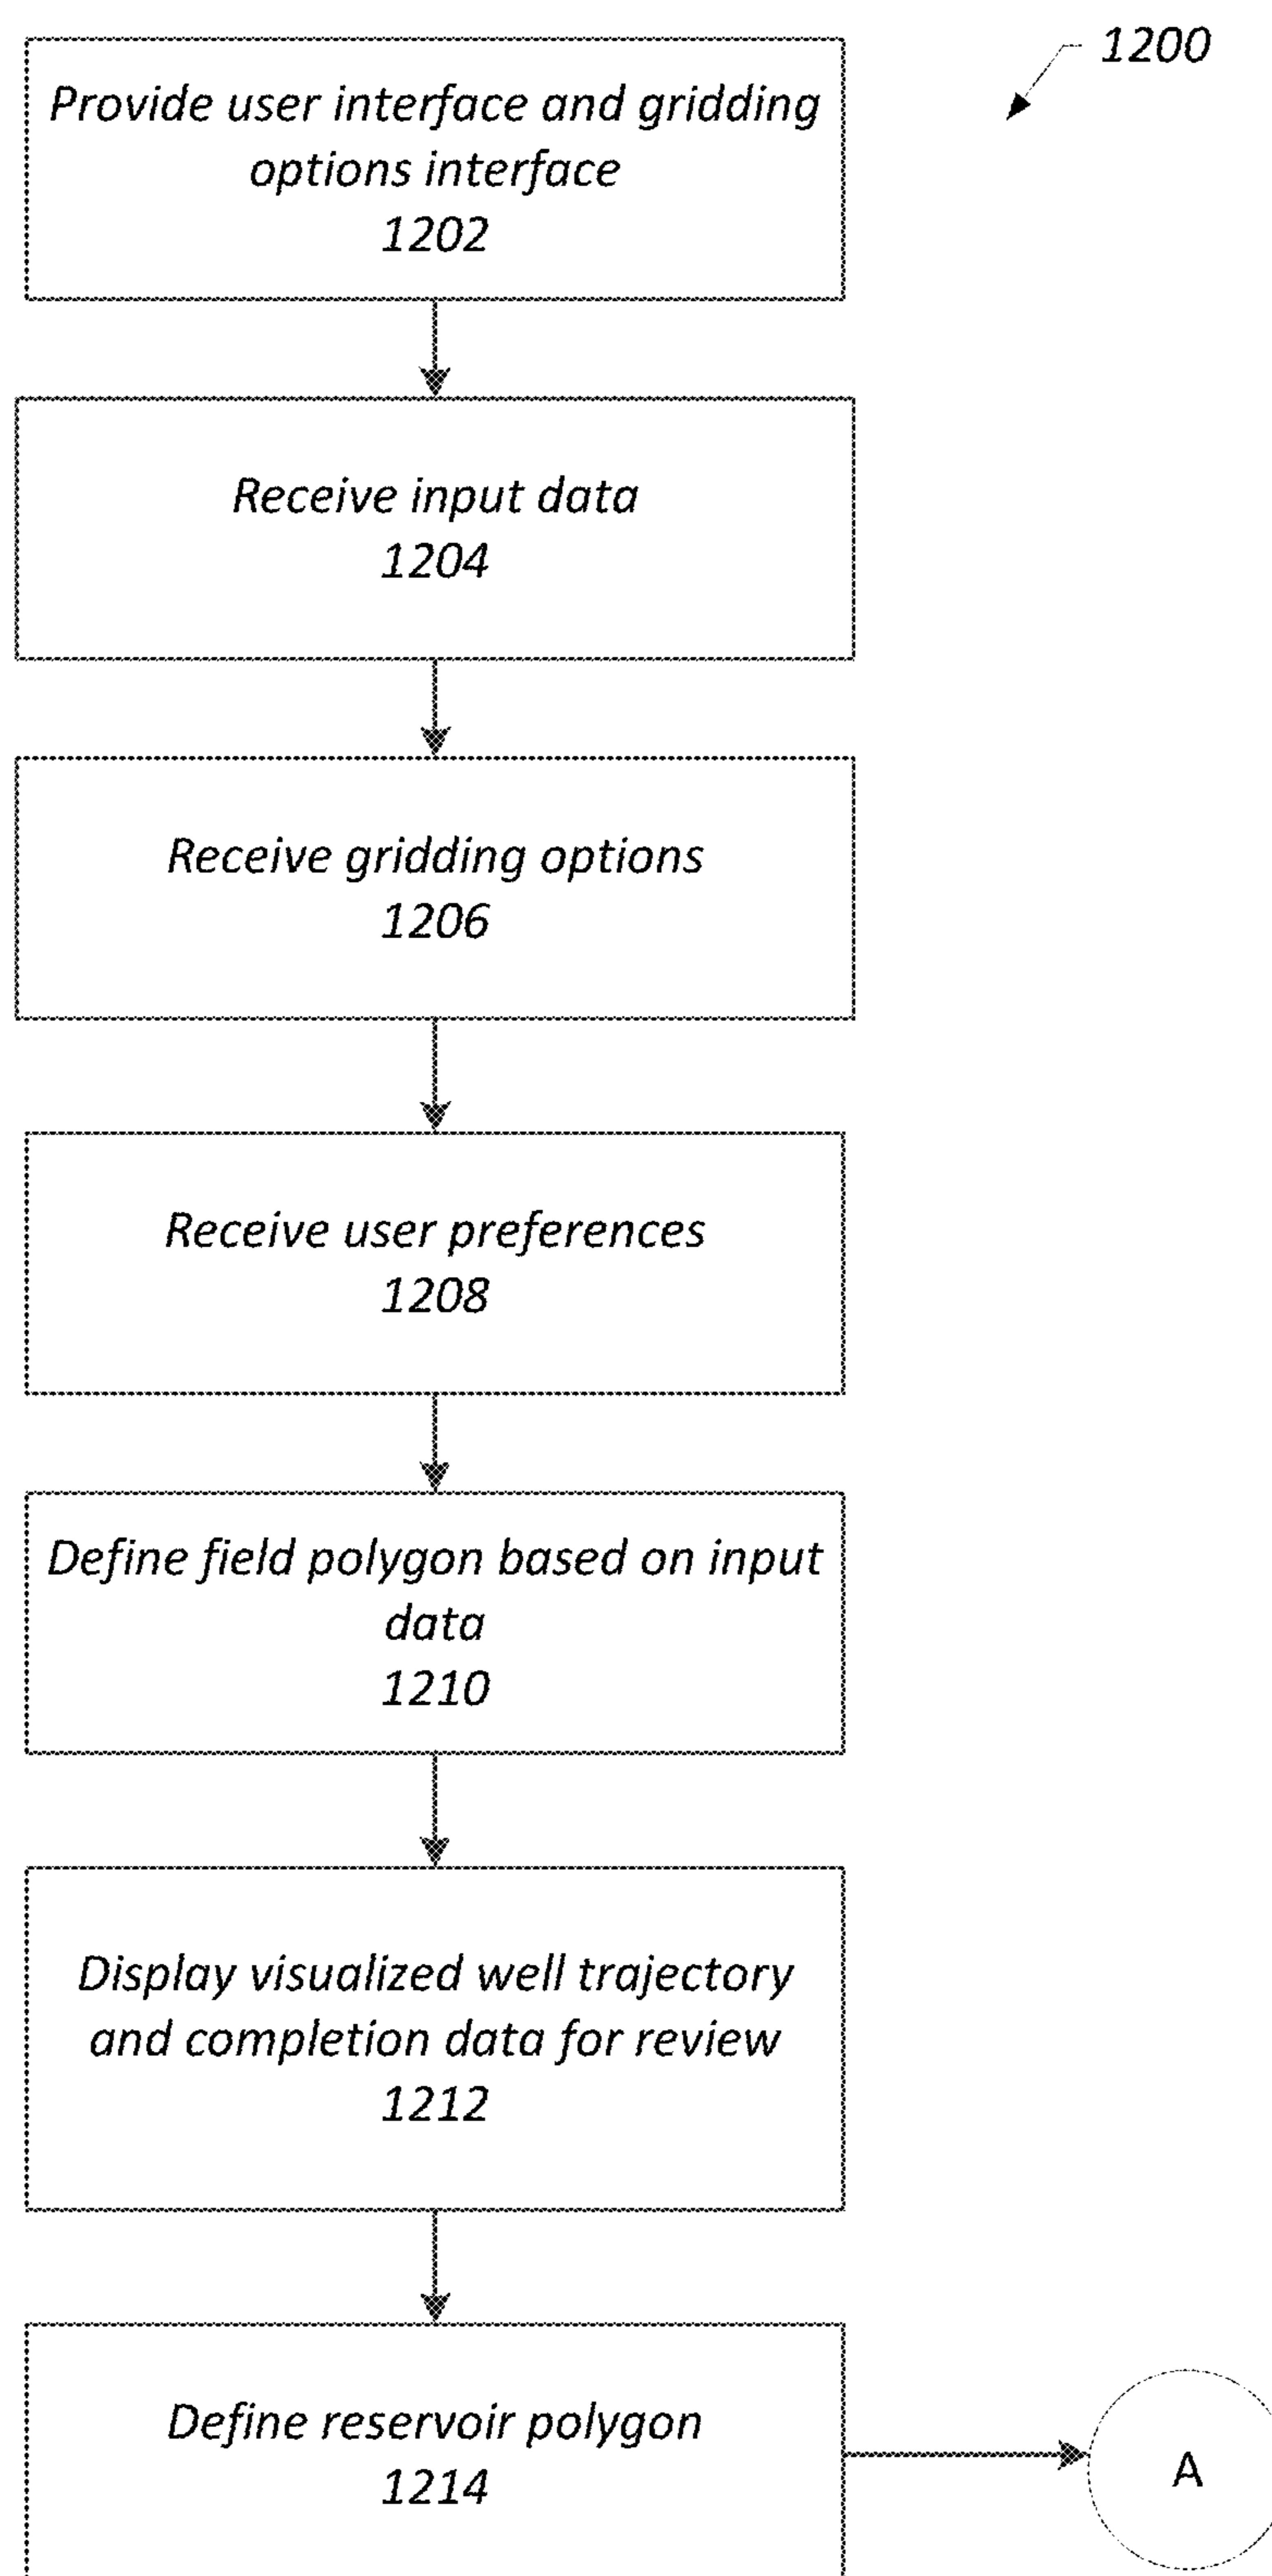 1200
Provide user interface and gridding
options interface
1202
Receive input data
1204
Receive gridding options
1206
Receive user preferences
1208
Define field polygon based on input
data
1210
Display visualized well trajectory
and completion data for review
1212
Define reservoir polygon
1214
A